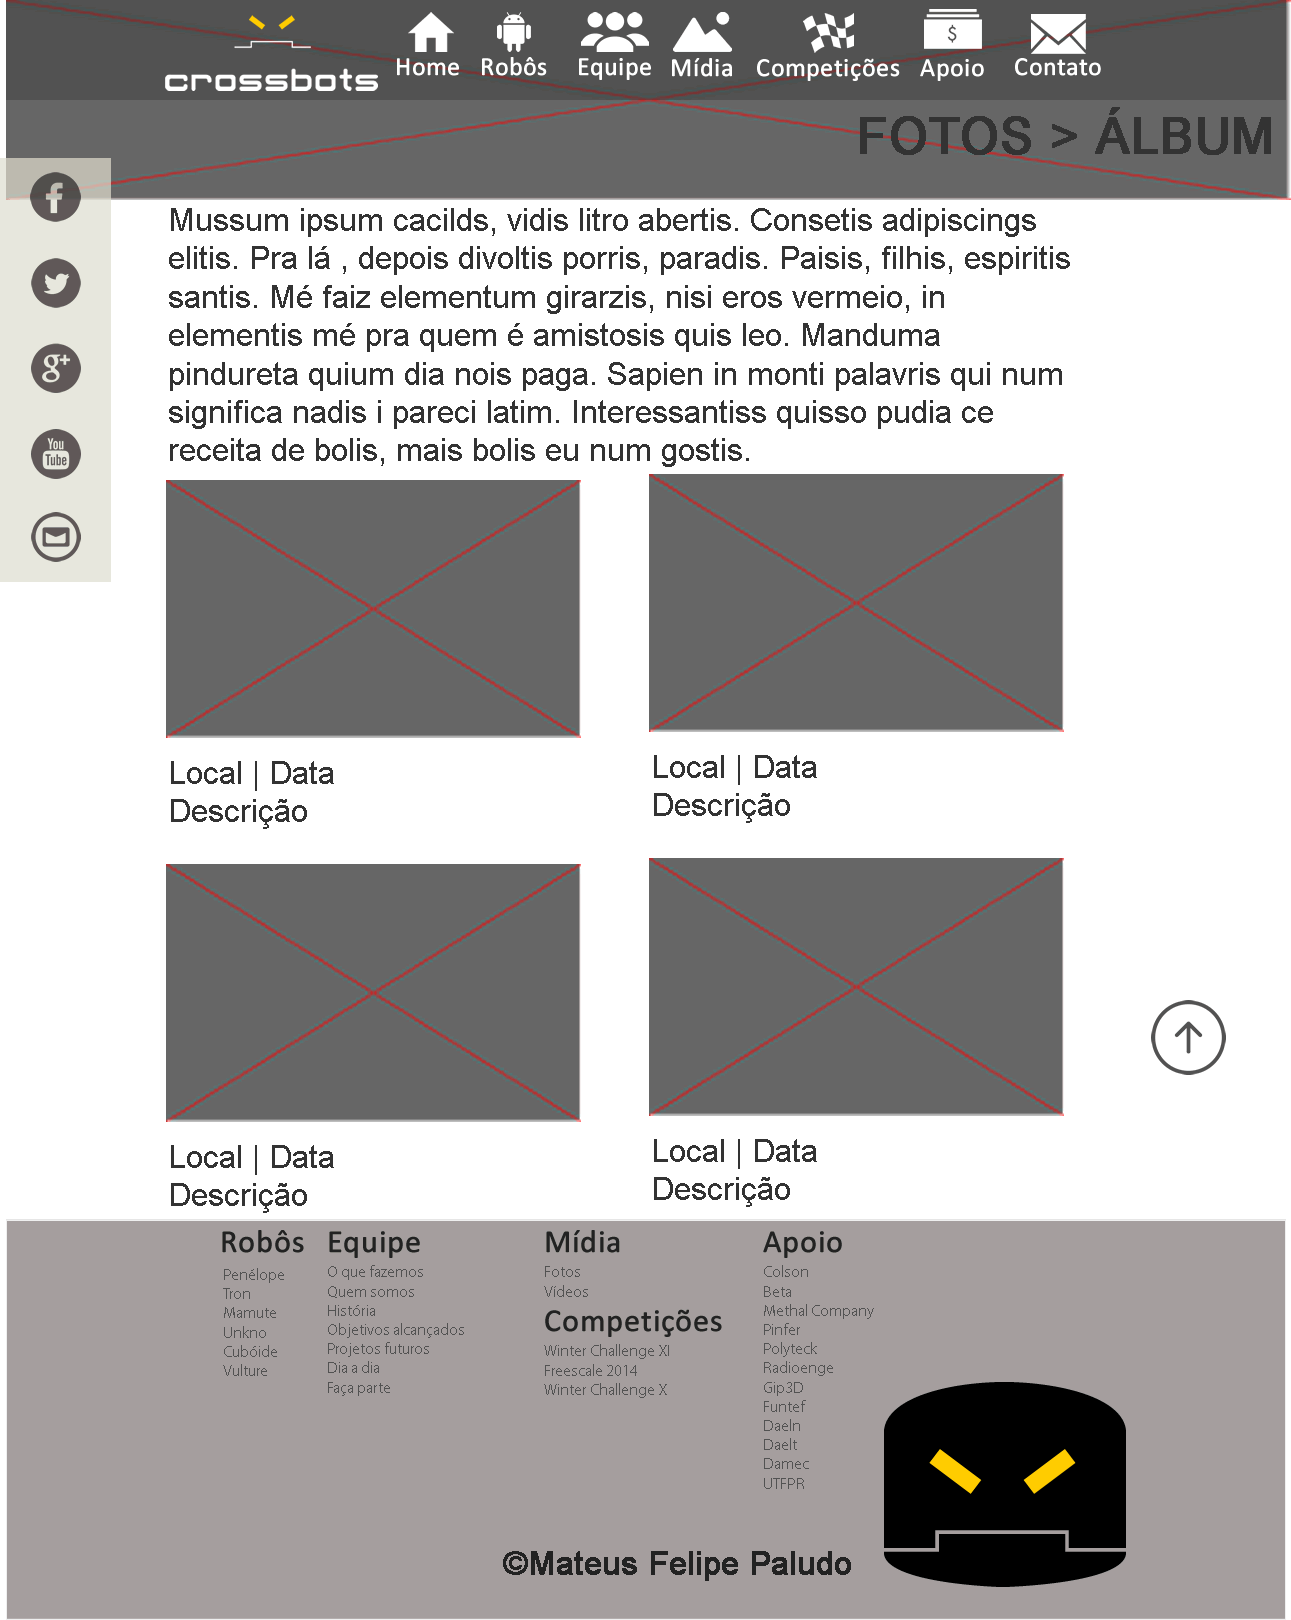 crossbots
Home Robôs Equipe Mídia Competições Apoio Contato
$
FOTOS > ÁLBUM
f
g+
You
Tube
Mussum ipsum cacilds, vidis litro abertis. Consetis adipiscings
elitis. Pra lá , depois divoltis porris, paradis. Paisis, filhis, espiritis
santis. Mé faiz elementum girarzis, nisi eros vermeio, in
elementis mé pra quem é amistosis quis leo. Manduma
pindureta quium dia nois paga. Sapien in monti palavris qui num
significa nadis i pareci latim. Interessantiss quisso pudia ce
receita de bolis, mais bolis eu num gostis.
Local | Data
Descrição
Local | Data
Descrição
Local | Data
Descrição
Local | Data
Descrição
Robôs
Penélope
Tron
Mamute
Unkno
Cubóide
Vulture
Equipe
O que fazemos
Quem somos
História
Objetivos alcançados
Projetos futuros
Dia a dia
Faça parte
Mídia
Fotos
Vídeos
Competições
Winter Challenge XI
Freescale 2014
Winter Challenge X
Apoio
Colson
Beta
Methal Company
Pinfer
Polyteck
Radioenge
Gip3D
Funtef
Daeln
Daelt
Damec
UTFPR
©Mateus Felipe Paludo